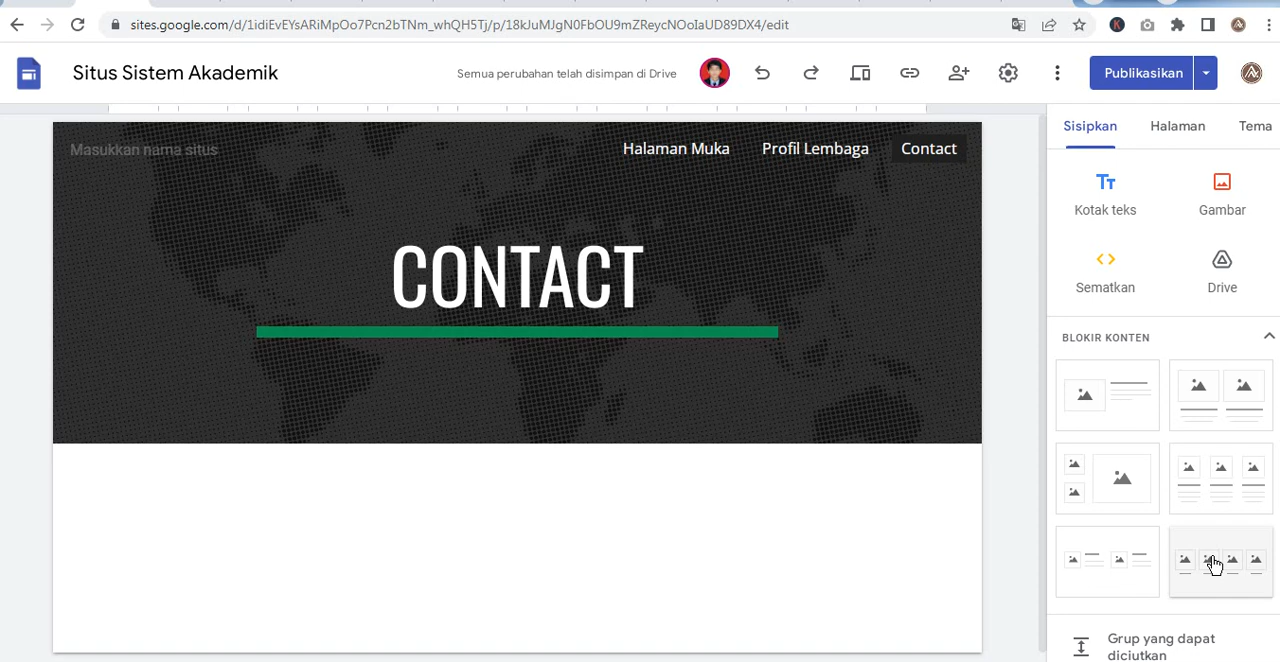 sites.google.com/d/1idiEvEYsARiMpOo7Pcn2bTNm_whQH5Tj/p/18kJuMJgN0FbOU9mZReycNOoIaUD89DX4/edit
Situs Sistem Akademik
Semua perubahan telah disimpan di Drive
Publikasikan
Masukkan nama situs
Halaman Muka
Profil Lembaga
Contact
CONTACT
Sisipkan
Halaman
Tema
Kotak teks
Gambar
Sematkan
Drive
BLOKIR KONTEN
Grup yang dapat
diciutkan